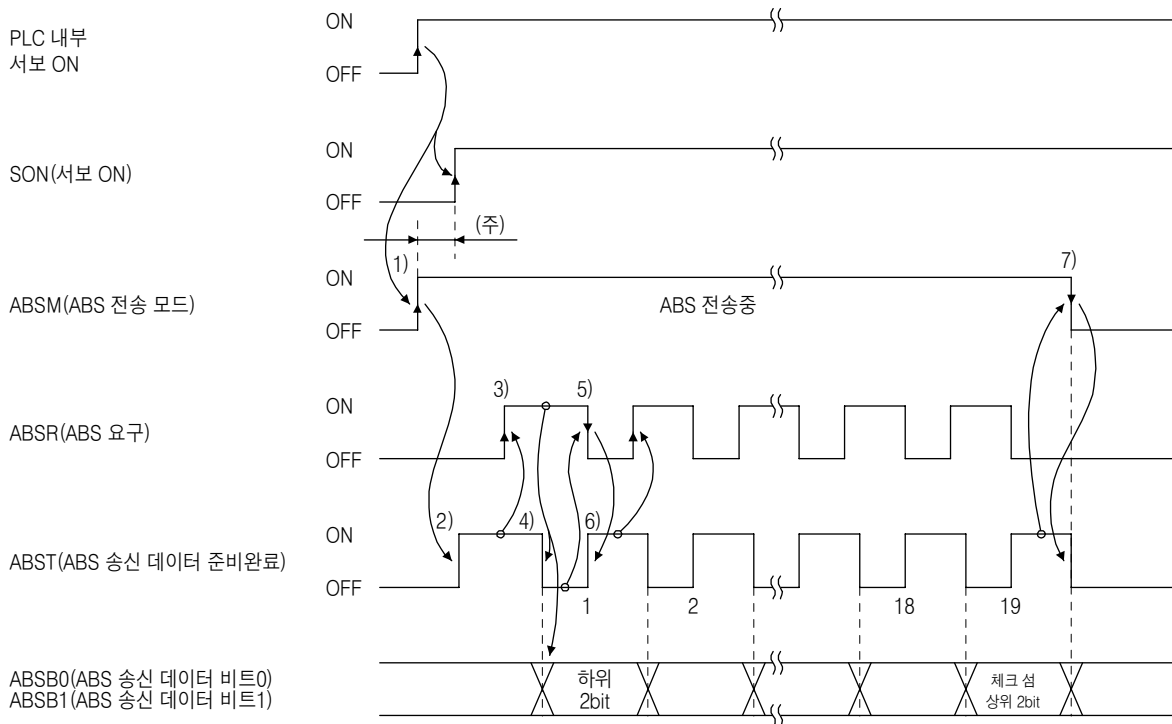 PLC 내부
서보 ON
ON
OFF
SON(서보 ON)
ON
OFF
(주)
1)
7)
ABSM(ABS 전송 모드)
ON
OFF
ABS 전송중
3)
5)
ABSR(ABS 요구)
ON
OFF
2)
4)
6)
ABST(ABS 송신 데이터 준비완료)
ON
OFF
1
2
18
19
ABSB0(ABS 송신 데이터 비트0)
ABSB1(ABS 송신 데이터 비트1)
하위
2bit
체크 섬
상위 2bit